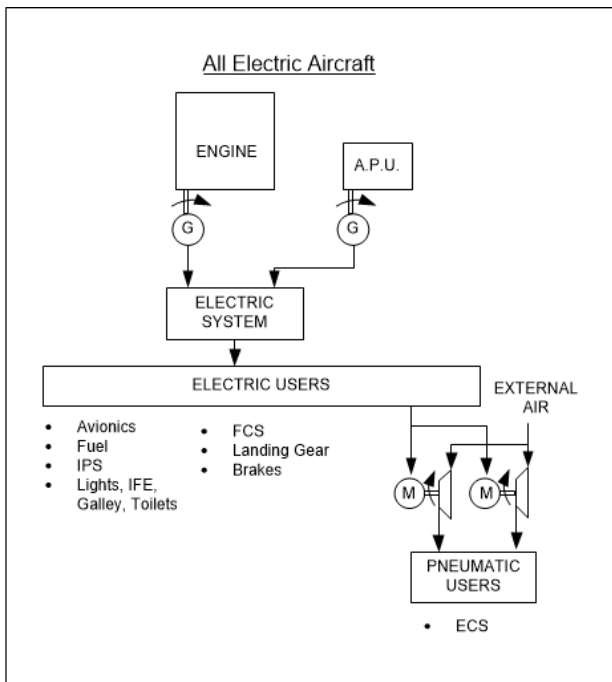 All Electric Aircraft
ENGINE
A.P.U.
G
G
ELECTRIC
SYSTEM
ELECTRIC USERS
EXTERNAL
AIR
• Avionics
• Fuel
• IPS
• Lights, IFE,
Galley, Toilets
• FCS
• Landing Gear
• Brakes
M
M
PNEUMATIC
USERS
• ECS